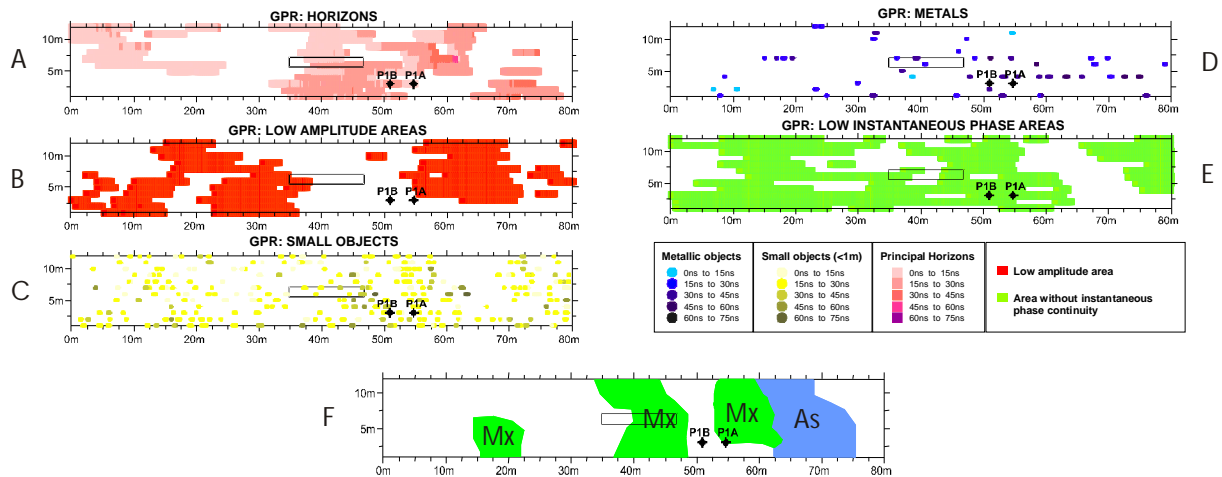 GPR: HORIZONS
A
10m
5m
P1B P1A
0m 10m 20m 30m 40m 50m 60m 70m 80m
GPR: METALS
D
10m
5m
P1B P1A
0m 10m 20m 30m 40m 50m 60m 70m 80m
GPR: LOW AMPLITUDE AREAS
B
10m
5m
P1B P1A
0m 10m 20m 30m 40m 50m 60m 70m 80m
GPR: LOW INSTANTANEOUS PHASE AREAS
E
10m
5m
P1B P1A
0m 10m 20m 30m 40m 50m 60m 70m 80m
GPR: SMALL OBJECTS
C
10m
5m
P1B P1A
0m 10m 20m 30m 40m 50m 60m 70m 80m
Metallic objects
0ns to 15ns
15ns to 30ns
30ns to 45ns
45ns to 60ns
60ns to 75ns
Small objects (<1m)
0ns to 15ns
15ns to 30ns
30ns to 45ns
45ns to 60ns
60ns to 75ns
Principal Horizons
0ns to 15ns
15ns to 30ns
30ns to 45ns
45ns to 60ns
60ns to 75ns
Low amplitude area
Area without instantaneous
phase continuity
F
10m
5m
Mx Mx Mx As
P1B P1A
0m 10m 20m 30m 40m 50m 60m 70m 80m